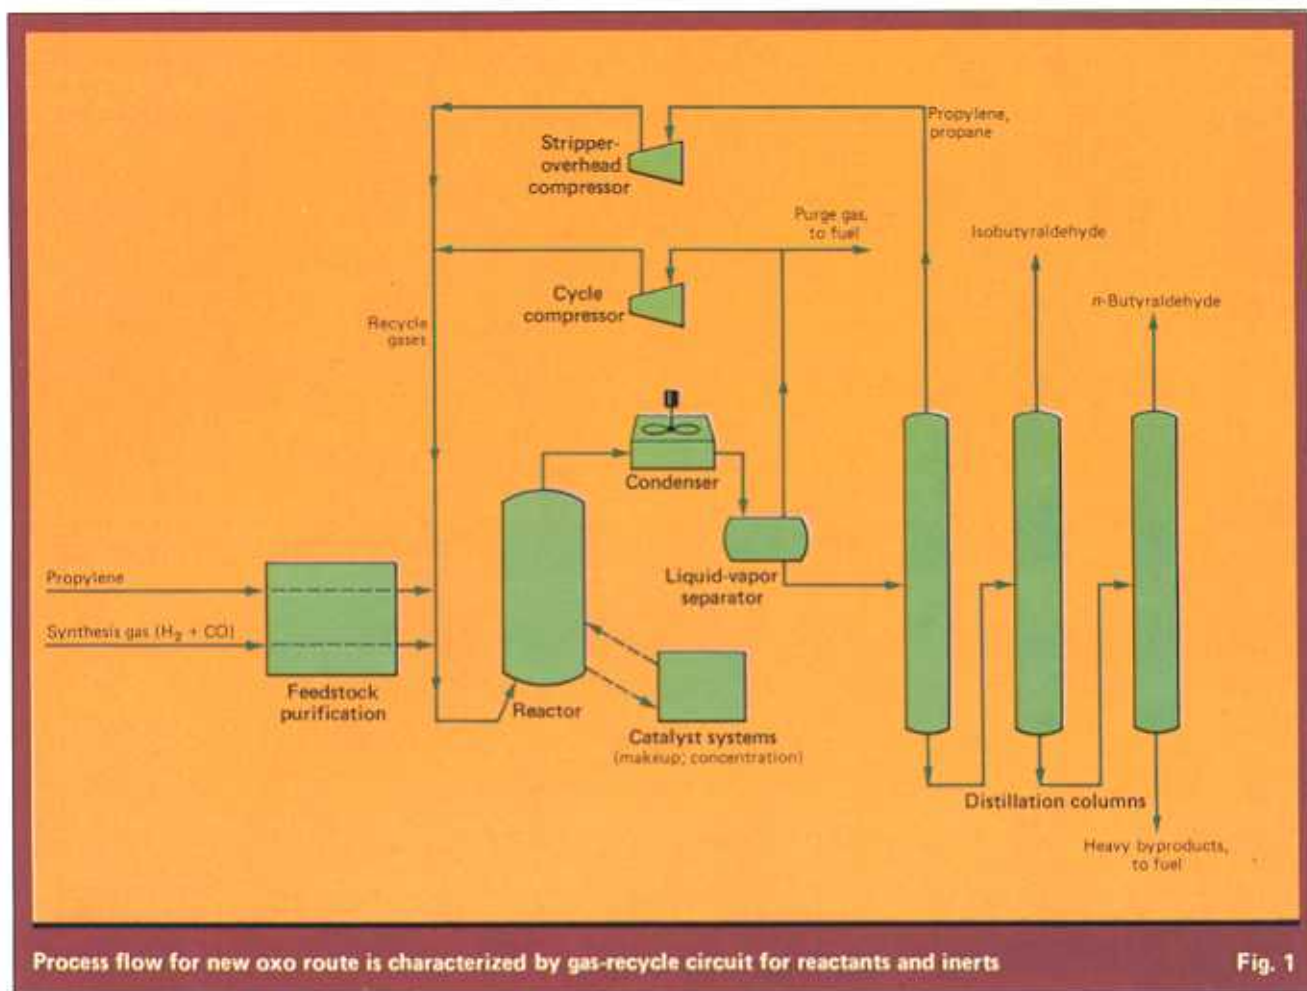 Propylene,
propane
Stripper-
overhead
compressor
Purge gas,
to fuel
Isobutyraldehyde
Cycle
compressor
n-Butyraldehyde
Recycle
gases
Condenser
Propylene
Liquid-vapor
separator
Synthesis gas (H₂ + CO)
Feedstock
purification
Reactor
Catalyst systems
(makeup; concentration)
Distillation columns
Heavy byproducts,
to fuel
Process flow for new oxo route is characterized by gas-recycle circuit for reactants and inerts
Fig. 1